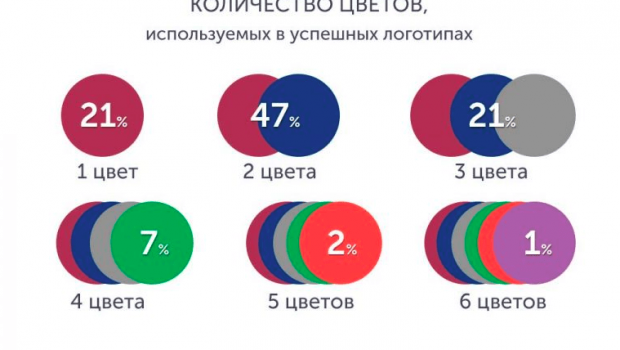 КОЛИЧЕСТВО ЦВЕТОВ,
используемых в успешных логотипах
21%
47%
21%
1 цвет
2 цвета
3 цвета
7%
2%
1%
4 цвета
5 цветов
6 цветов